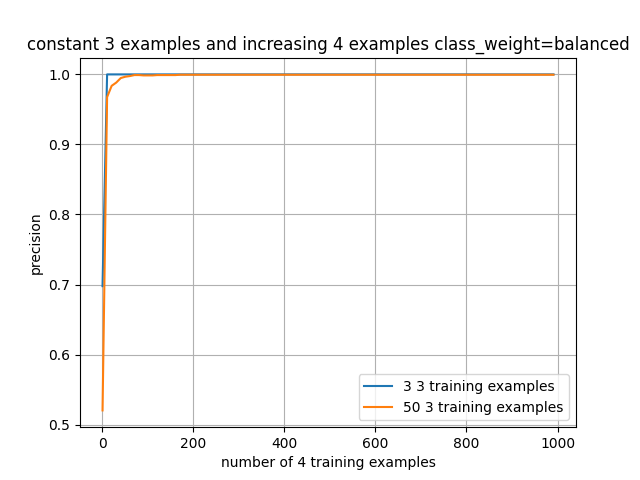 constant 3 examples and increasing 4 examples class_weight=balanced
1.0
0.9
0.8
0.7
0.6
0.5
precision
3 3 training examples
50 3 training examples
0 200 400 600 800 1000
number of 4 training examples